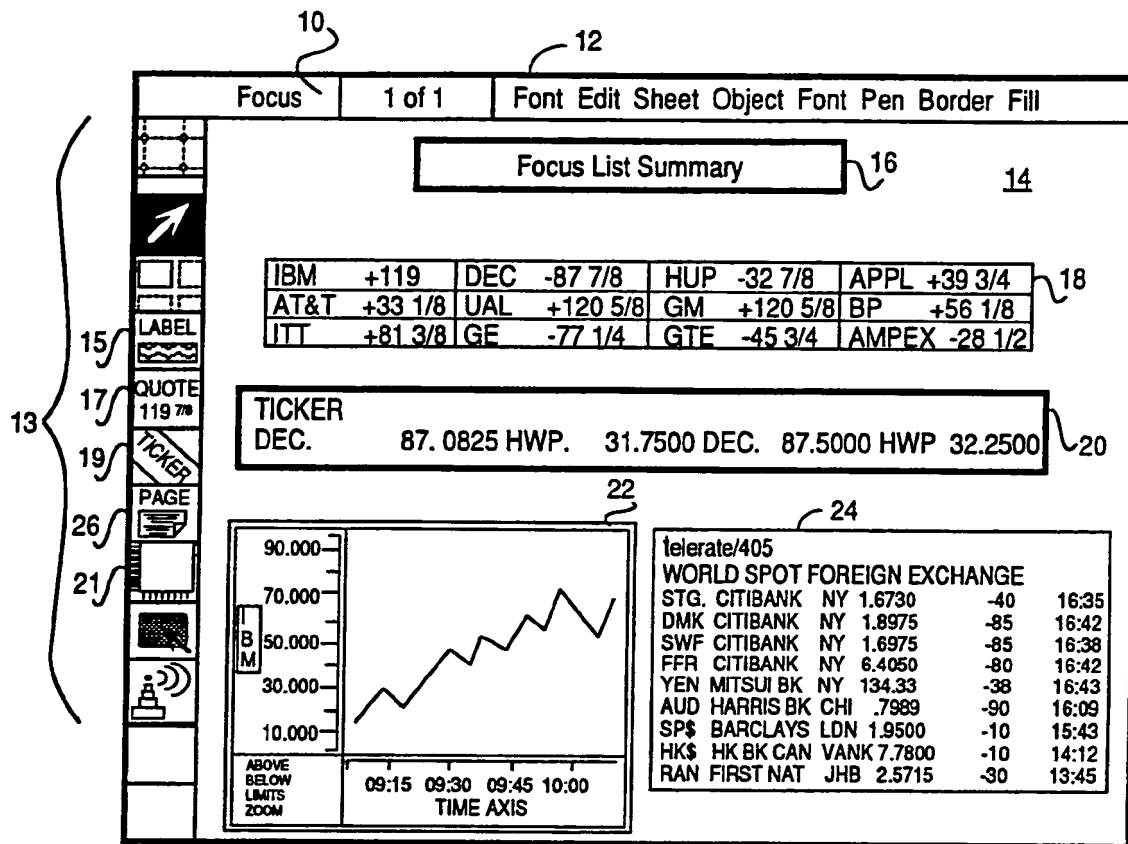 10
12
Focus 1 of 1 Font Edit Sheet Object Font Pen Border Fill
Focus List Summary
16
14
IBM +119 DEC -87 7/8 HUP -32 7/8 APPL +39 3/4
AT&T +33 1/8 UAL +120 5/8 GM +120 5/8 BP +56 1/8
ITT +81 3/8 GE -77 1/4 GTE -45 3/4 AMPEX -28 1/2
18
13
15
LABEL
17
QUOTE
119 7/8
19
TICKER
26
PAGE
21
TICKER
DEC. 87.0825 HWP. 31.7500 DEC. 87.5000 HWP 32.2500
20
22
90.000
70.000
50.000
30.000
10.000
IBM
ABOVE
BELOW
LIMITS
ZOOM
09:15 09:30 09:45 10:00
TIME AXIS
24
telerate/405
WORLD SPOT FOREIGN EXCHANGE
STG. CITIBANK NY 1.6730 -40 16:35
DMK CITIBANK NY 1.8975 -85 16:42
SWF CITIBANK NY 1.6975 -85 16:38
FFR CITIBANK NY 6.4050 -80 16:42
YEN MITSUI BK NY 134.33 -38 16:43
AUD HARRIS BK CHI .7989 -90 16:09
SP$ BARCLAYS LDN 1.9500 -10 15:43
HK$ HK BK CAN VANK 7.7800 -10 14:12
RAN FIRST NAT JHB 2.5715 -30 13:45